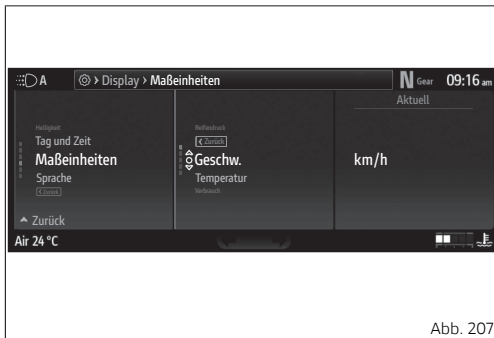 A > Display > Maßeinheiten N Gear 09:16 am
Aktuell
Helligkeit
Tag und Zeit
Maßeinheiten
Sprache
Zurück
Zurück
Reifendruck
Zurück
Geschw.
Temperatur
Verbrauch
km/h
Air 24 °C
Abb. 207